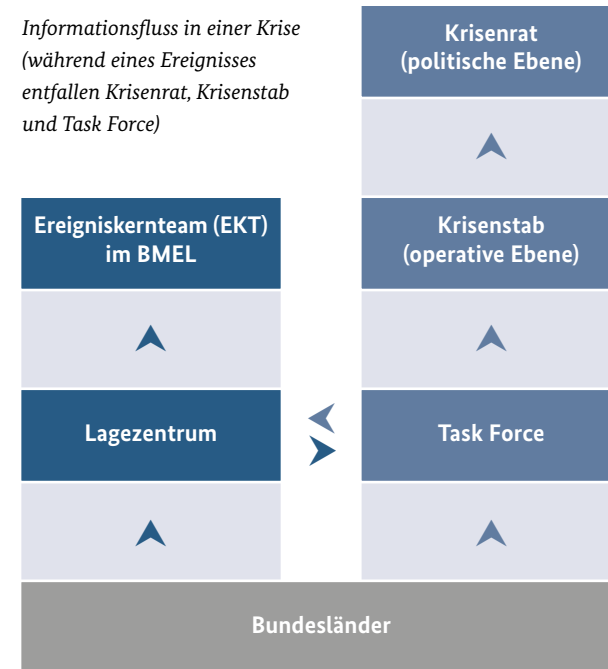 Informationsfluss in einer Krise
(während eines Ereignisses
entfallen Krisenrat, Krisenstab
und Task Force)
Krisenrat
(politische Ebene)
Ereigniskernteam (EKT)
im BMEL
Krisenstab
(operative Ebene)
Lagezentrum
Task Force
Bundesländer